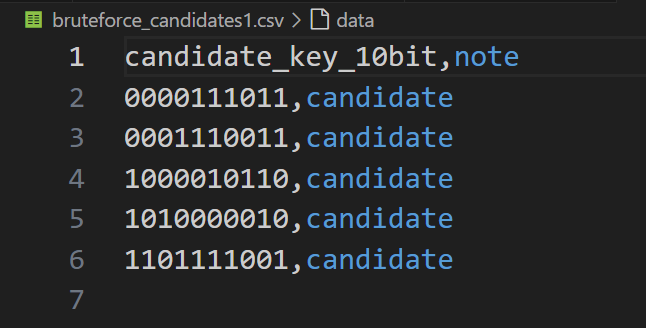 bruteforce_candidates1.csv > data
1 candidate_key_10bit,note
2 0000111011,candidate
3 0001110011,candidate
4 1000010110,candidate
5 1010000010,candidate
6 1101111001,candidate
7